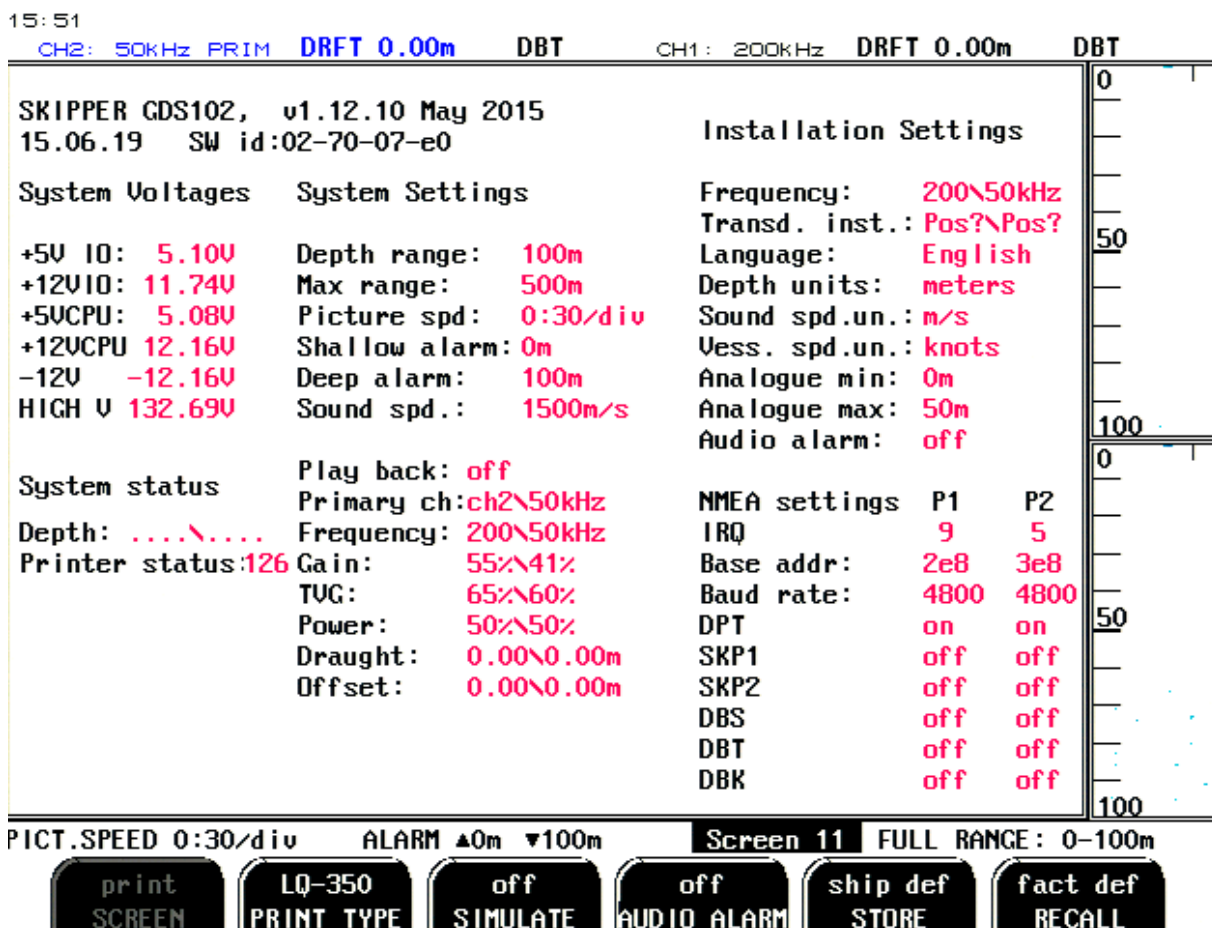 15:51
CH2: 50KHz PRIM DRFT 0.00m DBT CH1: 200KHz DRFT 0.00m DBT
SKIPPER GDS102, v1.12.10 May 2015
15.06.19 SW id:02-70-07-e0
System Voltages
+5V IO: 5.10V
+12VIO: 11.74V
+5VCPU: 5.08V
+12VCPU 12.16V
-12V -12.16V
HIGH V 132.69V
System status
Depth: ....\....
Printer status:126
System Settings
Depth range: 100m
Max range: 500m
Picture spd: 0:30/div
Shallow alarm: 0m
Deep alarm: 100m
Sound spd.: 1500m/s
Play back: off
Primary ch:ch2\50kHz
Frequency: 200\50kHz
Gain: 55%\41%
TVG: 65%\60%
Power: 50%\50%
Draught: 0.00\0.00m
Offset: 0.00\0.00m
Installation Settings
Frequency: 200\50kHz
Transd. inst.: Pos?\Pos?
Language: English
Depth units: meters
Sound spd.un.: m/s
Vess. spd.un.: knots
Analogue min: 0m
Analogue max: 50m
Audio alarm: off
NMEA settings P1 P2
IRQ 9 5
Base addr: 2e8 3e8
Baud rate: 4800 4800
DPT on on
SKP1 off off
SKP2 off off
DBS off off
DBT off off
DBK off off
0
50
100
0
50
100
PICT.SPEED 0:30/div ALARM ▲0m ▼100m Screen 11 FULL RANGE: 0-100m
print LQ-350 off off ship def fact def
SCREEN PRINT TYPE SIMULATE AUDIO ALARM STORE RECALL